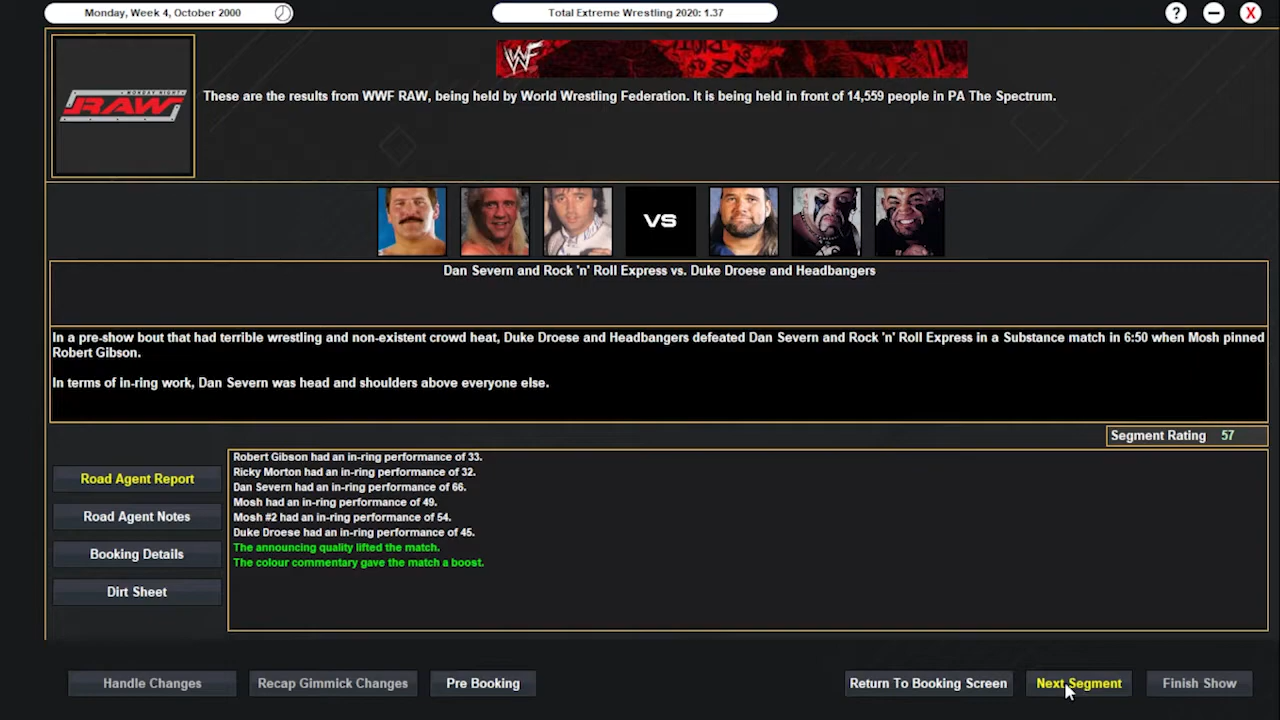 Monday, Week 4, October 2000
Total Extreme Wrestling 2020: 1.37
?
X
WF
MONDAY NIGHT
RAW
These are the results from WWF RAW, being held by World Wrestling Federation. It is being held in front of 14,559 people in PA The Spectrum.
VS
Dan Severn and Rock 'n' Roll Express vs. Duke Droese and Headbangers
In a pre-show bout that had terrible wrestling and non-existent crowd heat, Duke Droese and Headbangers defeated Dan Severn and Rock 'n' Roll Express in a Substance match in 6:50 when Mosh pinned
Robert Gibson.
In terms of in-ring work, Dan Severn was head and shoulders above everyone else.
Segment Rating 57
Robert Gibson had an in-ring performance of 33.
Ricky Morton had an in-ring performance of 32.
Dan Severn had an in-ring performance of 66.
Mosh had an in-ring performance of 49.
Mosh #2 had an in-ring performance of 54.
Duke Droese had an in-ring performance of 45.
The announcing quality lifted the match.
The colour commentary gave the match a boost.
Road Agent Report
Road Agent Notes
Booking Details
Dirt Sheet
Handle Changes
Recap Gimmick Changes
Pre Booking
Return To Booking Screen
Next Segment
Finish Show